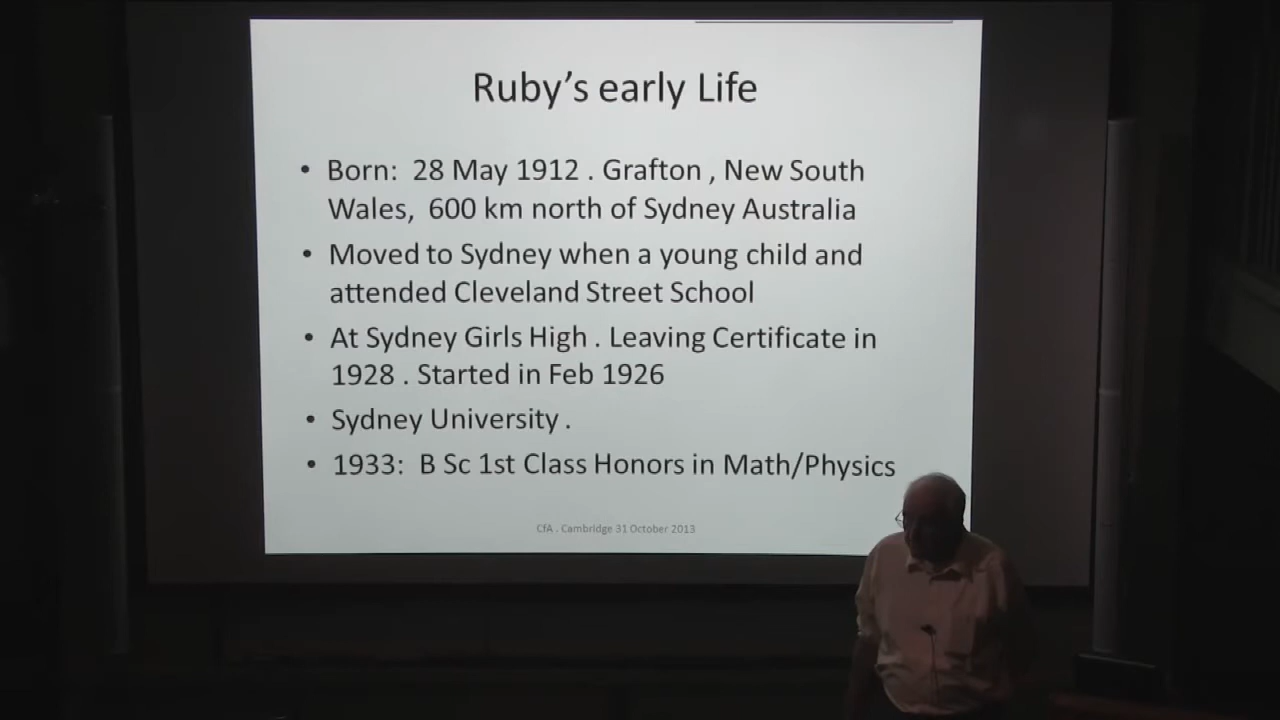 Ruby's early Life
• Born: 28 May 1912 . Grafton , New South
Wales, 600 km north of Sydney Australia
• Moved to Sydney when a young child and
attended Cleveland Street School
• At Sydney Girls High . Leaving Certificate in
1928 . Started in Feb 1926
• Sydney University .
• 1933: B Sc 1st Class Honors in Math/Physics
CfA . Cambridge 31 October 2013